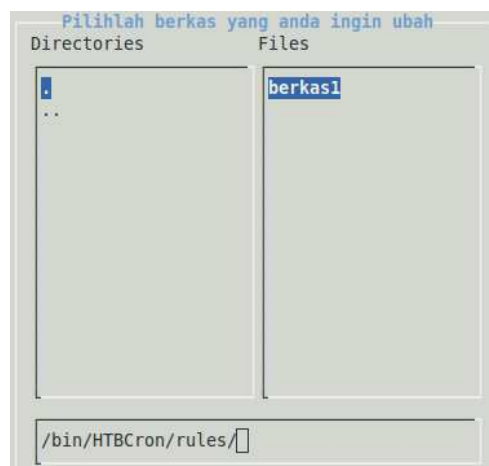 Pilihlah berkas yang anda ingin ubah
Directories Files
. berkas1
..
/bin/HTBCron/rules/